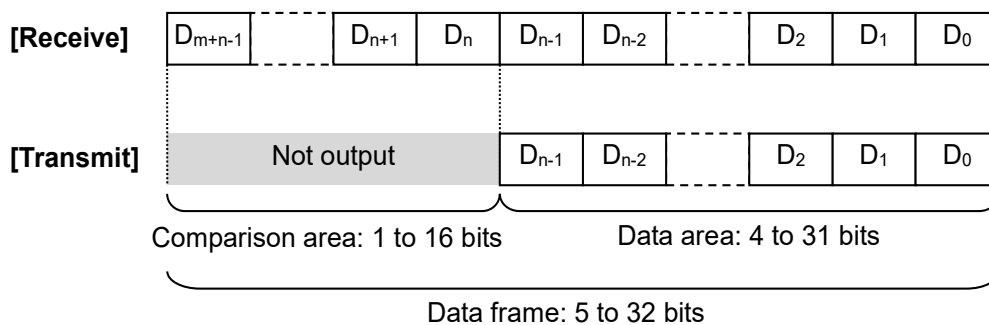 [Receive] Dm+n-1 Dn+1 Dn Dn-1 Dn-2 D2 D1 D0
[Transmit] Not output Dn-1 Dn-2 D2 D1 D0
Comparison area: 1 to 16 bits Data area: 4 to 31 bits
Data frame: 5 to 32 bits